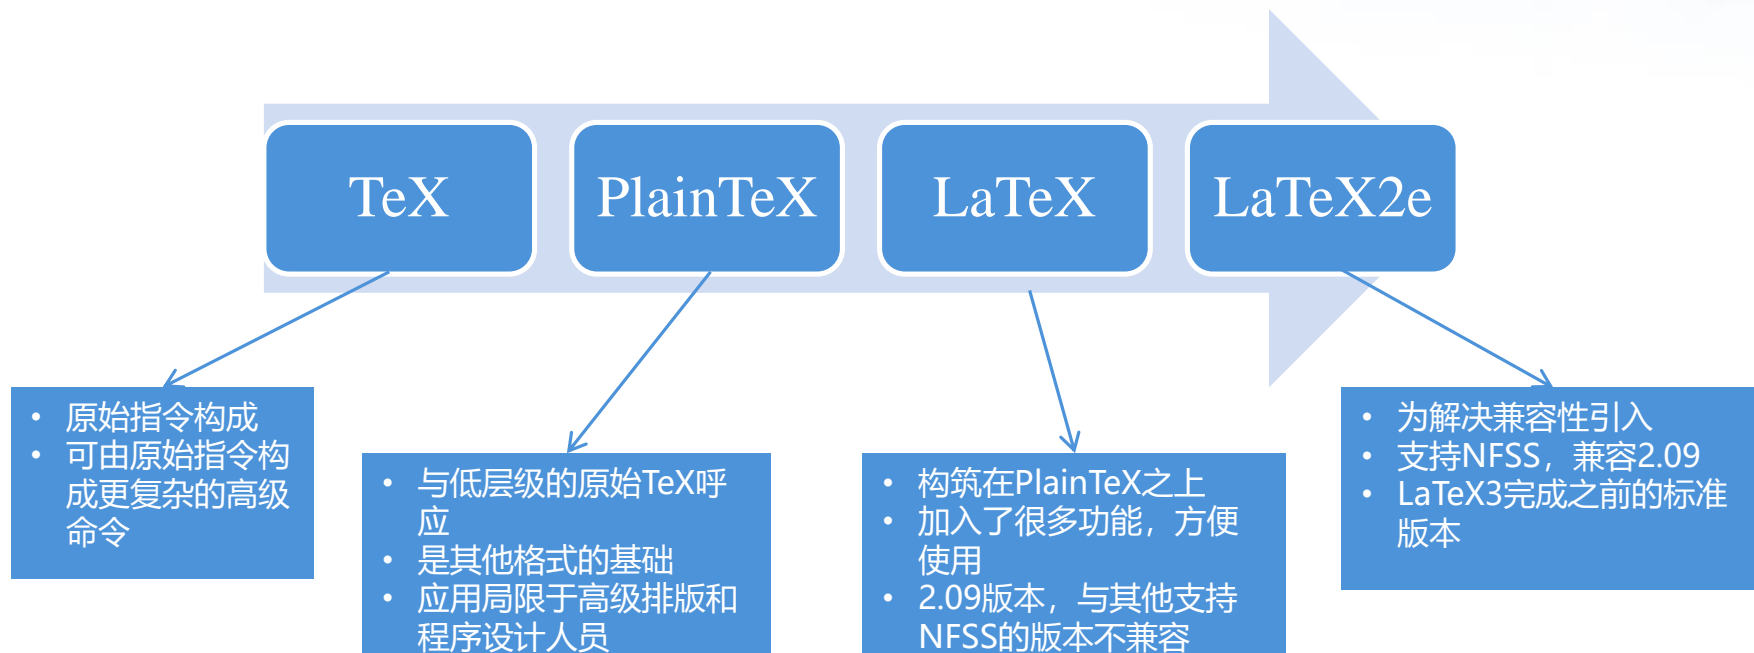 TeX
PlainTeX
LaTeX
LaTeX2e
• 原始指令构成
• 可由原始指令构
成更复杂的高级
命令
• 与低层级的原始TeX呼
应
• 是其他格式的基础
• 应用局限于高级排版和
程序设计人员
• 构筑在PlainTeX之上
• 加入了很多功能，方便
使用
• 2.09版本，与其他支持
NFSS的版本不兼容
• 为解决兼容性引入
• 支持NFSS，兼容2.09
• LaTeX3完成之前的标准
版本